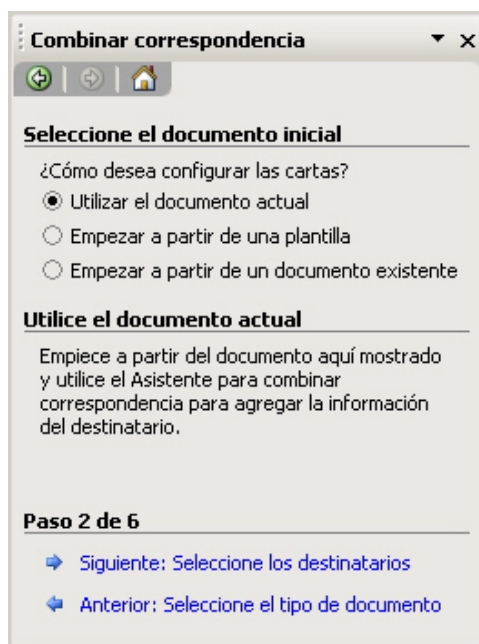 Combinar correspondencia
Seleccione el documento inicial
¿Cómo desea configurar las cartas?
Utilizar el documento actual
Empezar a partir de una plantilla
Empezar a partir de un documento existente
Utilice el documento actual
Empiece a partir del documento aquí mostrado
y utilice el Asistente para combinar
correspondencia para agregar la información
del destinatario.
Paso 2 de 6
Siguiente: Seleccione los destinatarios
Anterior: Seleccione el tipo de documento